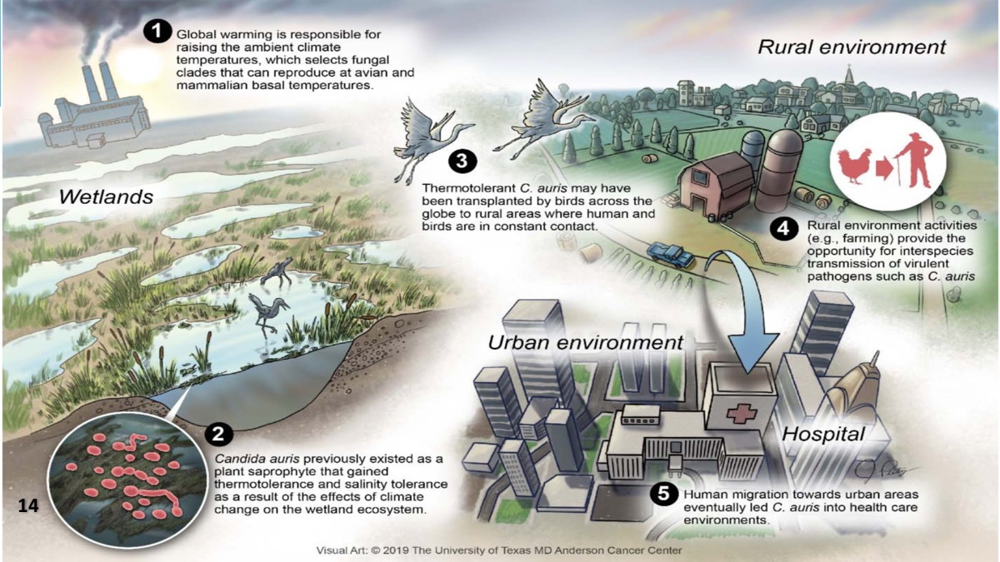 1
Global warming is responsible for
raising the ambient climate
temperatures, which selects fungal
clades that can reproduce at avian and
mammalian basal temperatures.
Rural environment
Wetlands
3
Thermotolerant C. auris may have
been transplanted by birds across the
globe to rural areas where human and
birds are in constant contact.
4
Rural environment activities
(e.g., farming) provide the
opportunity for interspecies
transmission of virulent
pathogens such as C. auris
Urban environment
Hospital
2
Candida auris previously existed as a
plant saprophyte that gained
thermotolerance and salinity tolerance
as a result of the effects of climate
change on the wetland ecosystem.
5
Human migration towards urban areas
eventually led C. auris into health care
environments.
14
Visual Art: © 2019 The University of Texas MD Anderson Cancer Center